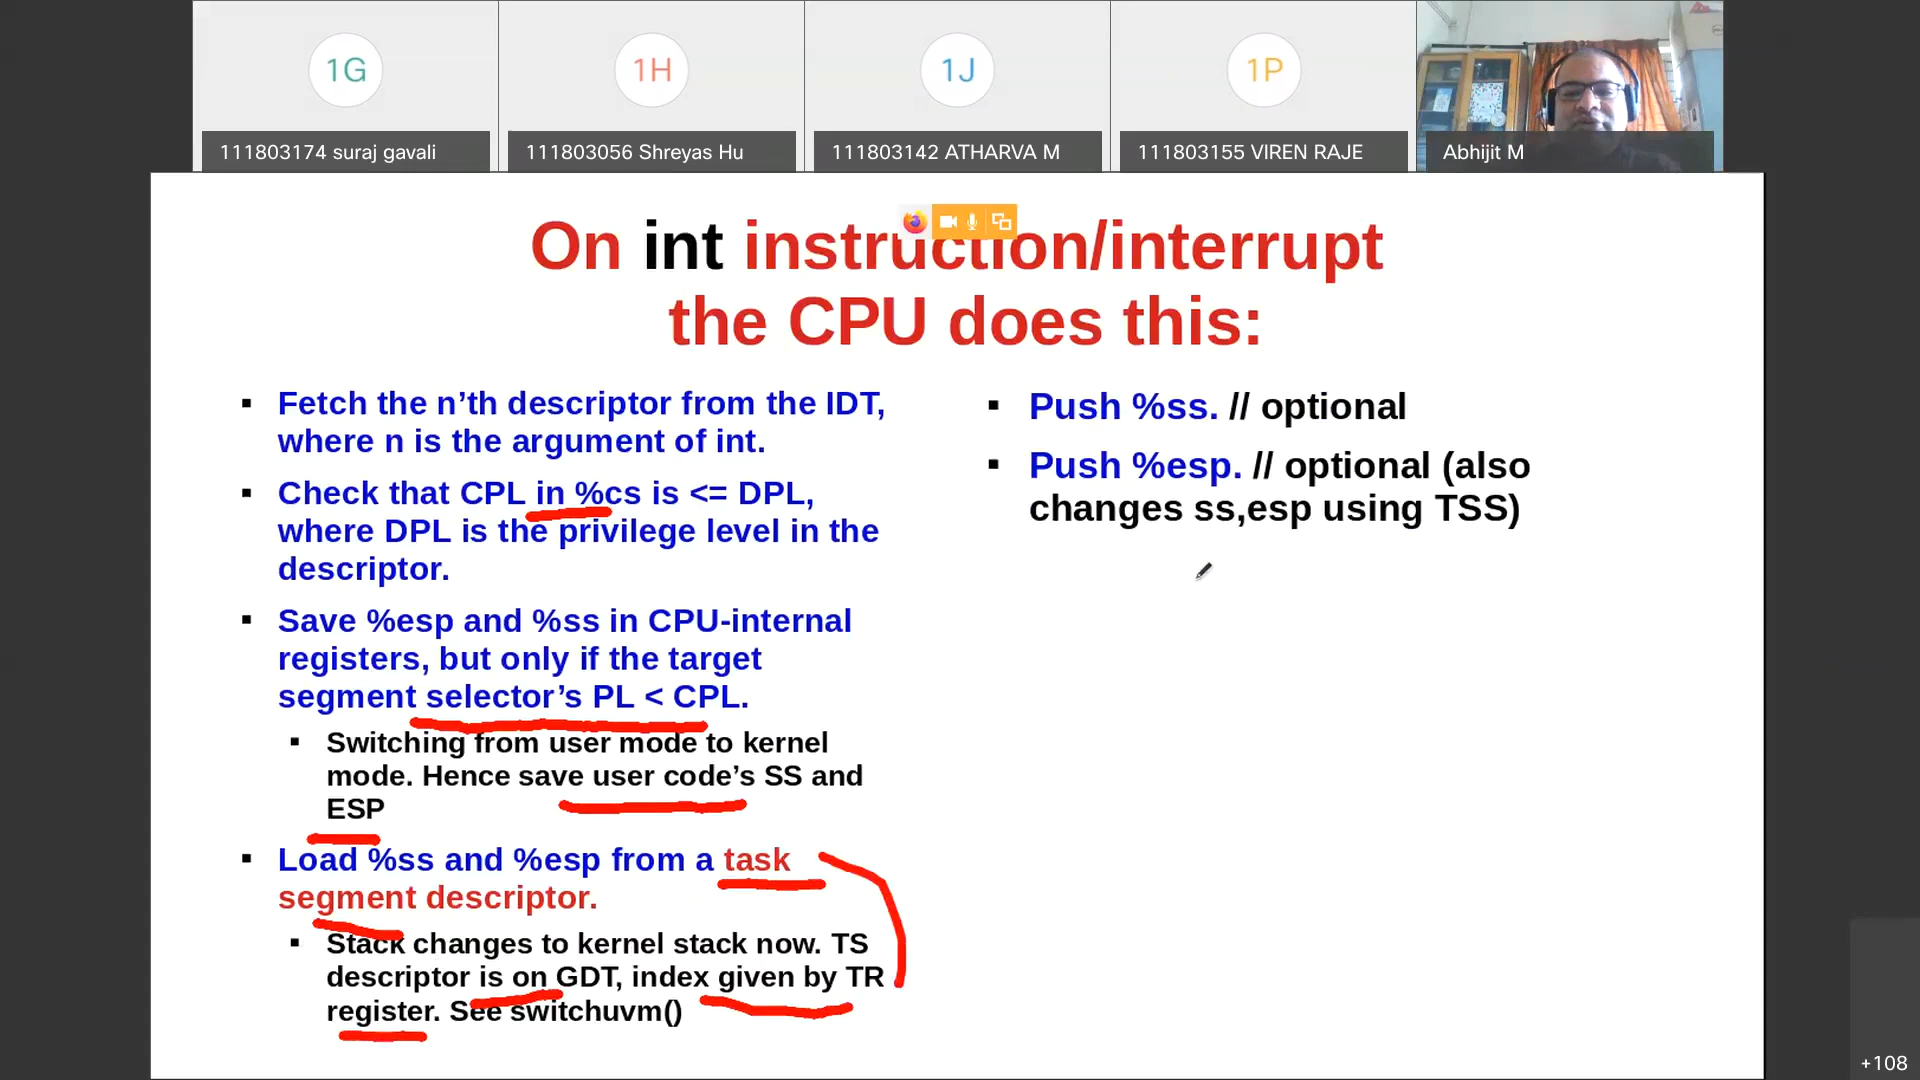 1G
1H
1J
1P
111803174 suraj gavali
111803056 Shreyas Hu
111803142 ATHARVA M
111803155 VIREN RAJE
Abhijit M
On int instruction/interrupt
the CPU does this:
▪ Fetch the n’th descriptor from the IDT,
where n is the argument of int.
▪ Check that CPL in %cs is <= DPL,
where DPL is the privilege level in the
descriptor.
▪ Save %esp and %ss in CPU-internal
registers, but only if the target
segment selector’s PL < CPL.
▪ Switching from user mode to kernel
mode. Hence save user code’s SS and
ESP
▪ Load %ss and %esp from a task
segment descriptor.
▪ Stack changes to kernel stack now. TS
descriptor is on GDT, index given by TR
register. See switchuvm()
▪ Push %ss. // optional
▪ Push %esp. // optional (also
changes ss,esp using TSS)
+108